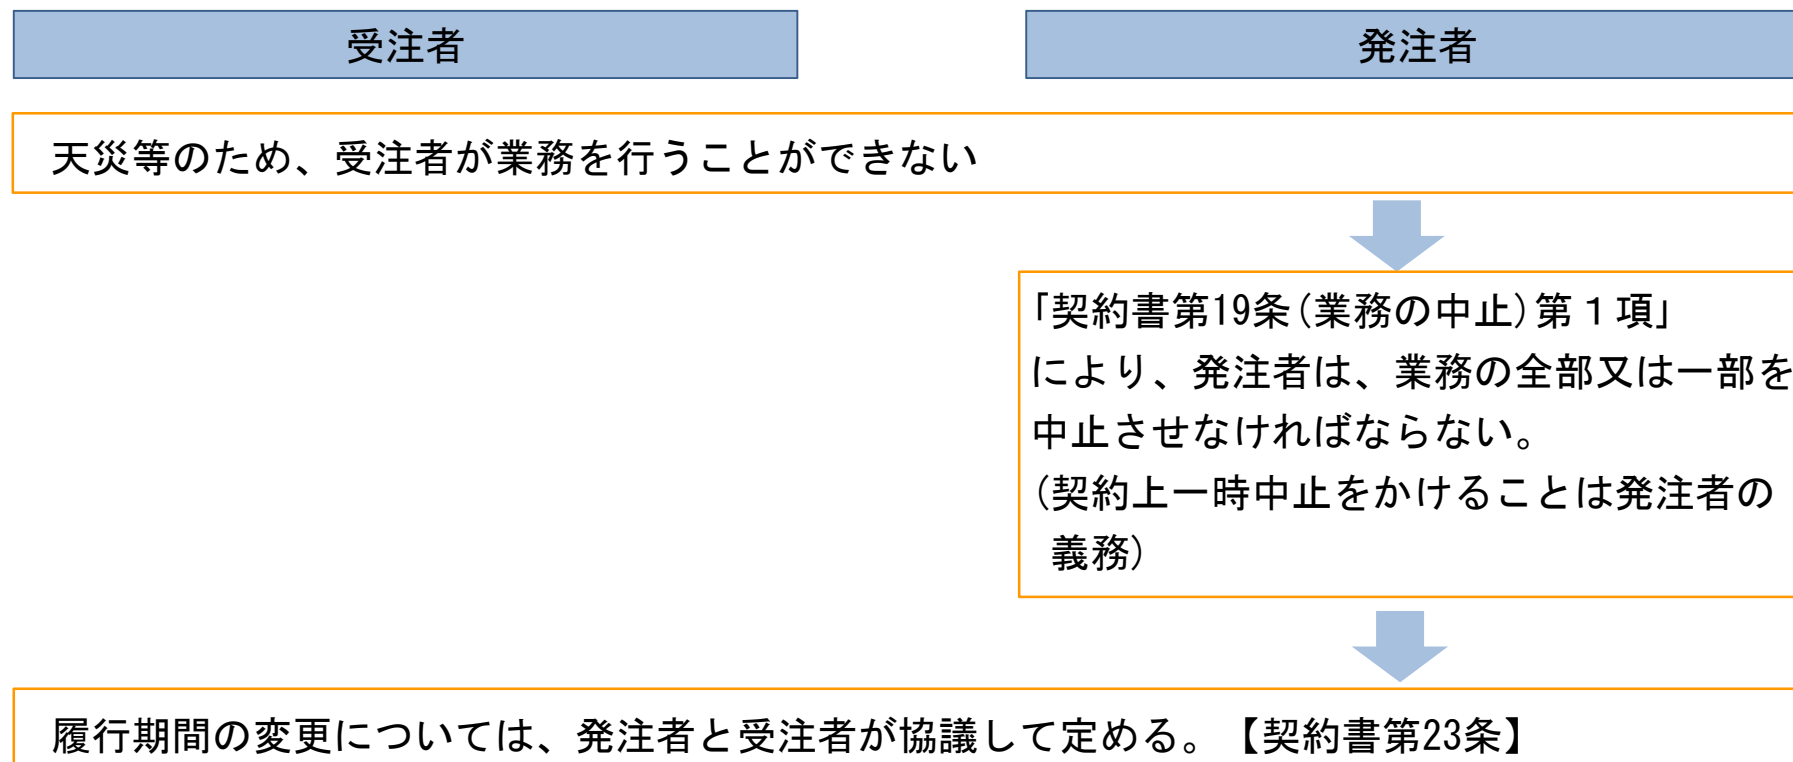 受注者
発注者
天災等のため、受注者が業務を行うことができない
「契約書第19条(業務の中止)第１項」
により、発注者は、業務の全部又は一部を
中止させなければならない。
(契約上一時中止をかけることは発注者の
義務)
履行期間の変更については、発注者と受注者が協議して定める。【契約書第23条】